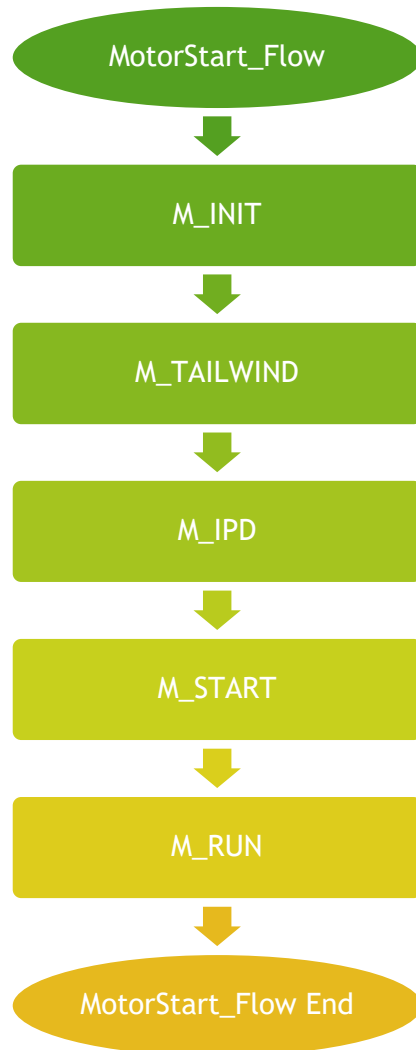 MotorStart_Flow
M_INIT
M_TAILWIND
M_IPD
M_START
M_RUN
MotorStart_Flow End